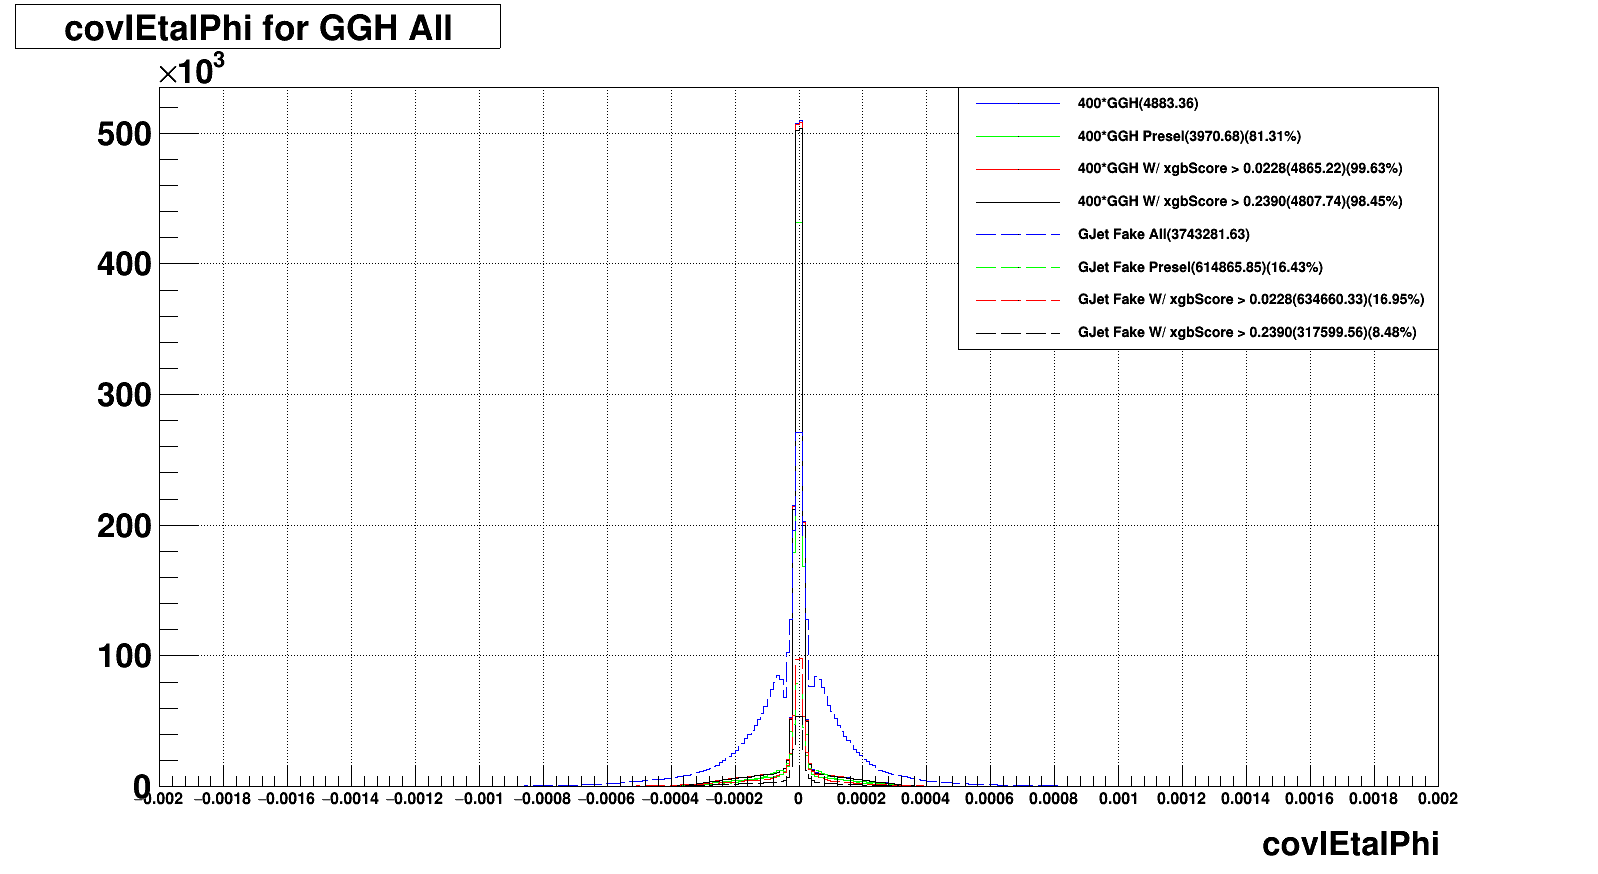 covIEtaIPhi for GGH All
×10³
500
400
300
200
100
0
400*GGH(4883.36)
400*GGH Presel(3970.68)(81.31%)
400*GGH W/ xgbScore > 0.0228(4865.22)(99.63%)
400*GGH W/ xgbScore > 0.2390(4807.74)(98.45%)
GJet Fake All(3743281.63)
GJet Fake Presel(614865.85)(16.43%)
GJet Fake W/ xgbScore > 0.0228(634660.33)(16.95%)
GJet Fake W/ xgbScore > 0.2390(317599.56)(8.48%)
−0.002 −0.0018 −0.0016 −0.0014 −0.0012 −0.001 −0.0008 −0.0006 −0.0004 −0.0002 0 0.0002 0.0004 0.0006 0.0008 0.001 0.0012 0.0014 0.0016 0.0018 0.002
covIEtaIPhi